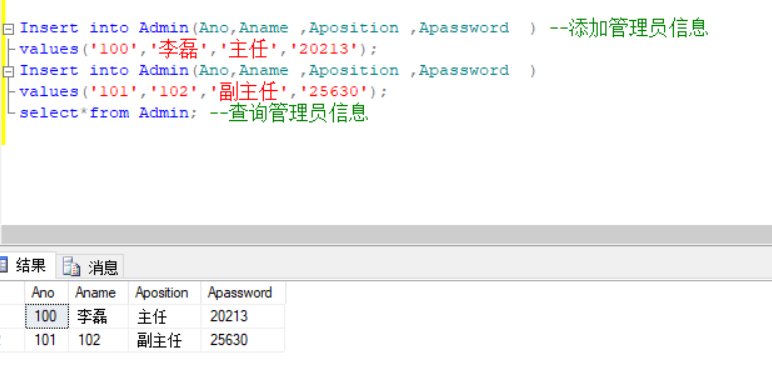 Insert into Admin(Ano,Aname ,Aposition ,Apassword  ) --添加管理员信息
values('100','李磊','主任','20213');
Insert into Admin(Ano,Aname ,Aposition ,Apassword  )
values('101','102','副主任','25630');
select*from Admin; --查询管理员信息
结果 消息
Ano Aname Aposition Apassword
100 李磊 主任 20213
101 102 副主任 25630